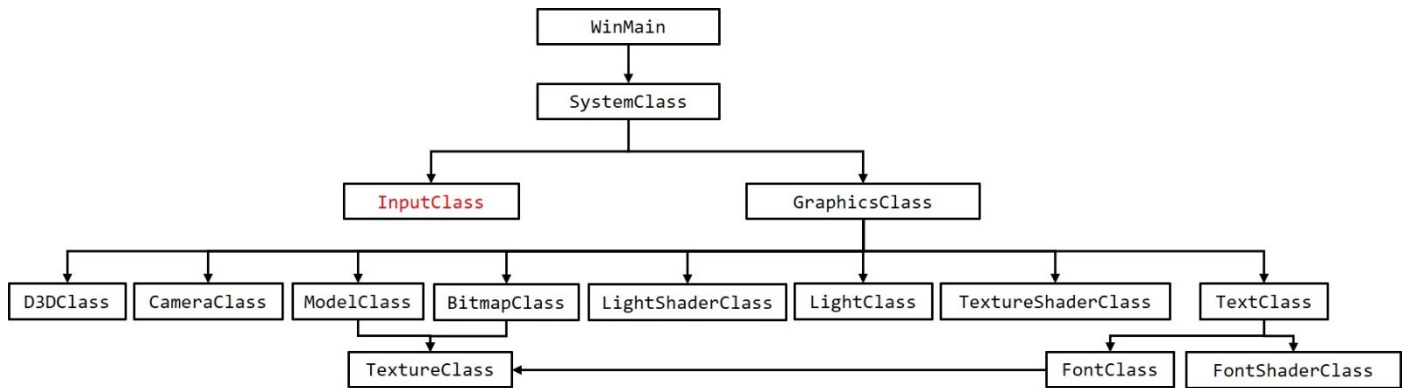 WinMain
SystemClass
InputClass
GraphicsClass
D3DClass
CameraClass
ModelClass
BitmapClass
LightShaderClass
LightClass
TextureShaderClass
TextClass
TextureClass
FontClass
FontShaderClass